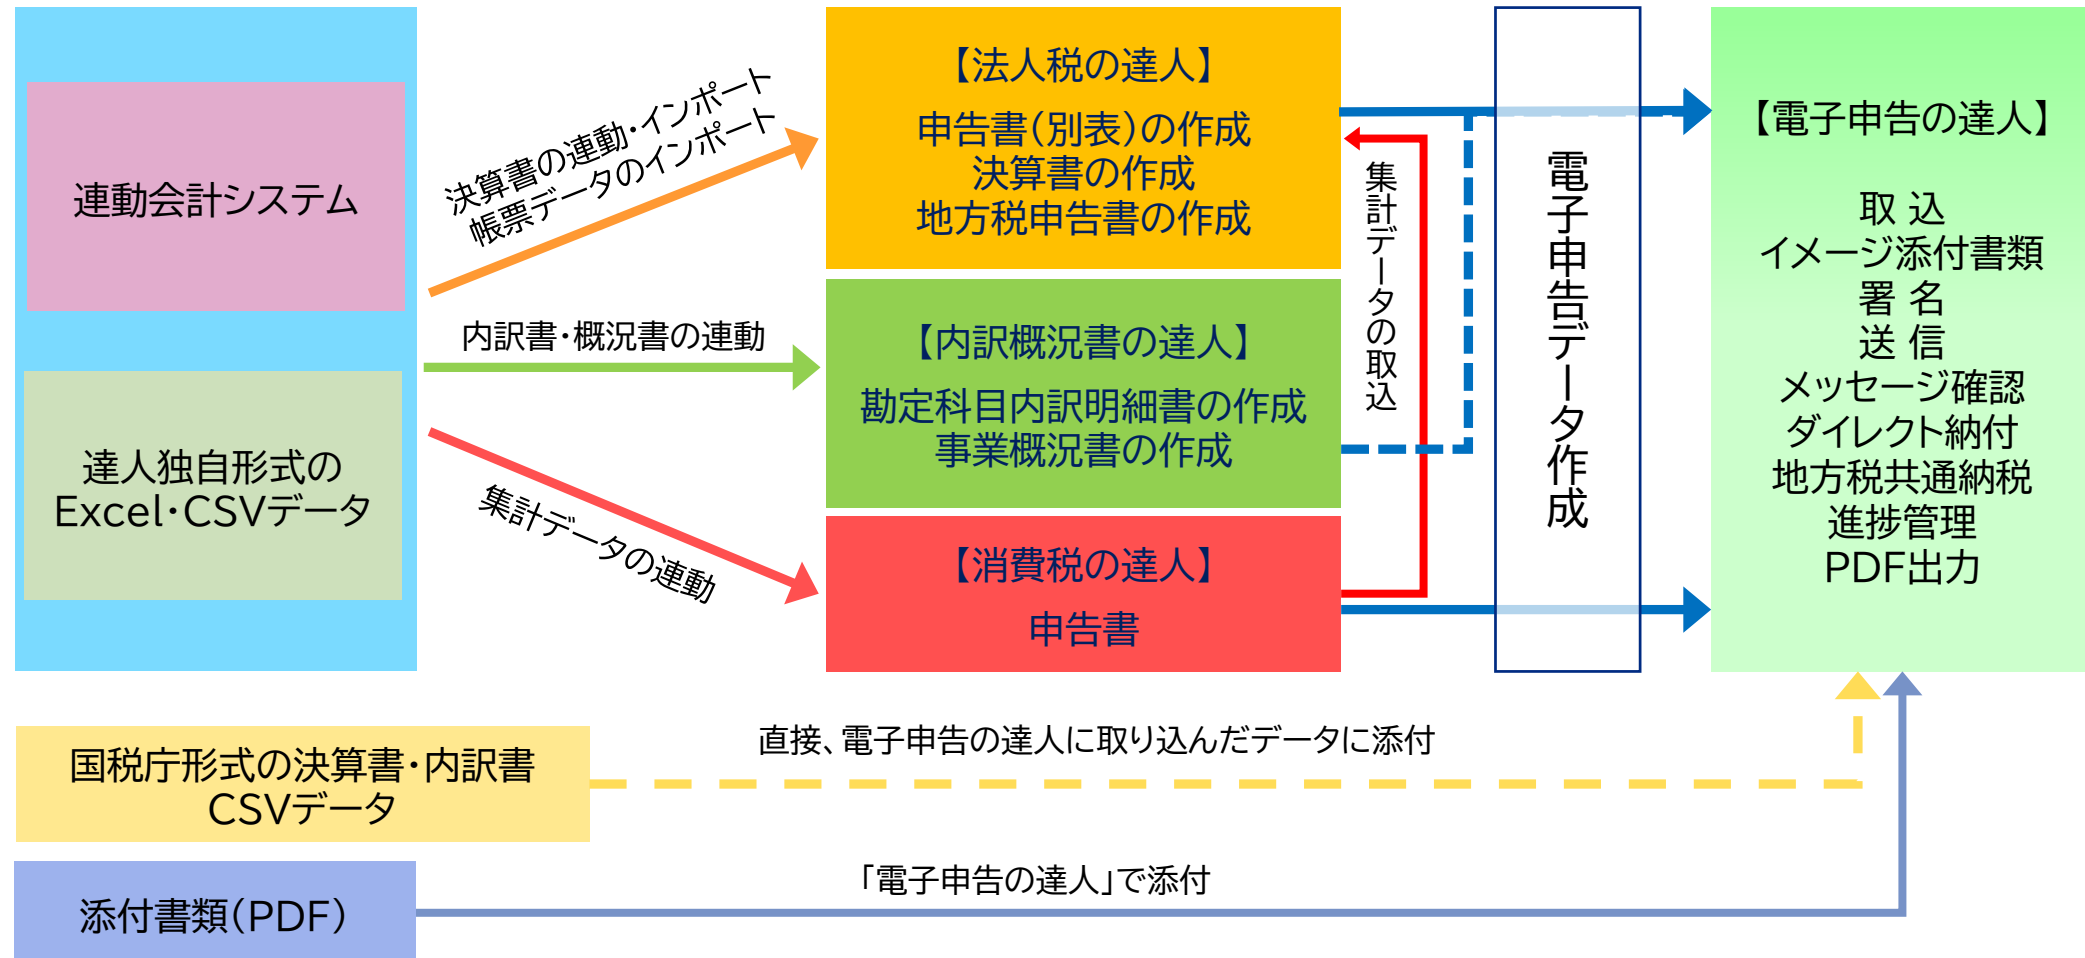 連動会計システム
達人独自形式の
Excel・CSVデータ
決算書の連動・インポート
帳票データのインポート
内訳書・概況書の連動
集計データの連動
【法人税の達人】
申告書(別表)の作成
決算書の作成
地方税申告書の作成
【内訳概況書の達人】
勘定科目内訳明細書の作成
事業概況書の作成
【消費税の達人】
申告書
集計データの取込
電子申告データ作成
【電子申告の達人】
取 込
イメージ添付書類
署 名
送 信
メッセージ確認
ダイレクト納付
地方税共通納税
進捗管理
PDF出力
国税庁形式の決算書・内訳書
CSVデータ
直接、電子申告の達人に取り込んだデータに添付
添付書類(PDF)
「電子申告の達人」で添付